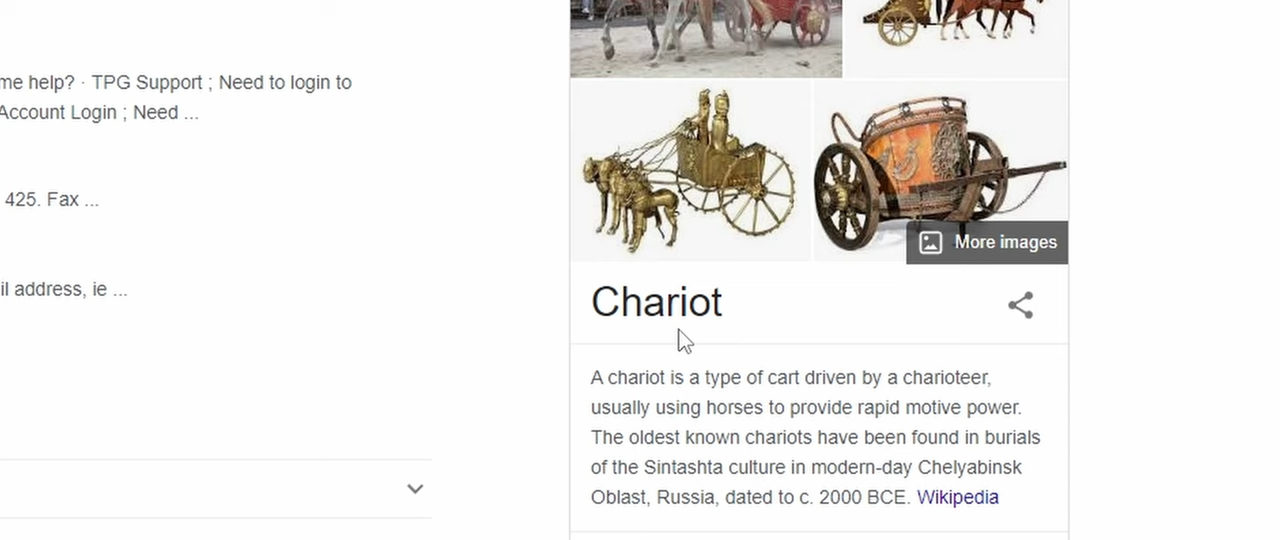 me help? · TPG Support ; Need to login to
Account Login ; Need ...
425. Fax ...
il address, ie ...
More images
Chariot
A chariot is a type of cart driven by a charioteer,
usually using horses to provide rapid motive power.
The oldest known chariots have been found in burials
of the Sintashta culture in modern-day Chelyabinsk
Oblast, Russia, dated to c. 2000 BCE. Wikipedia